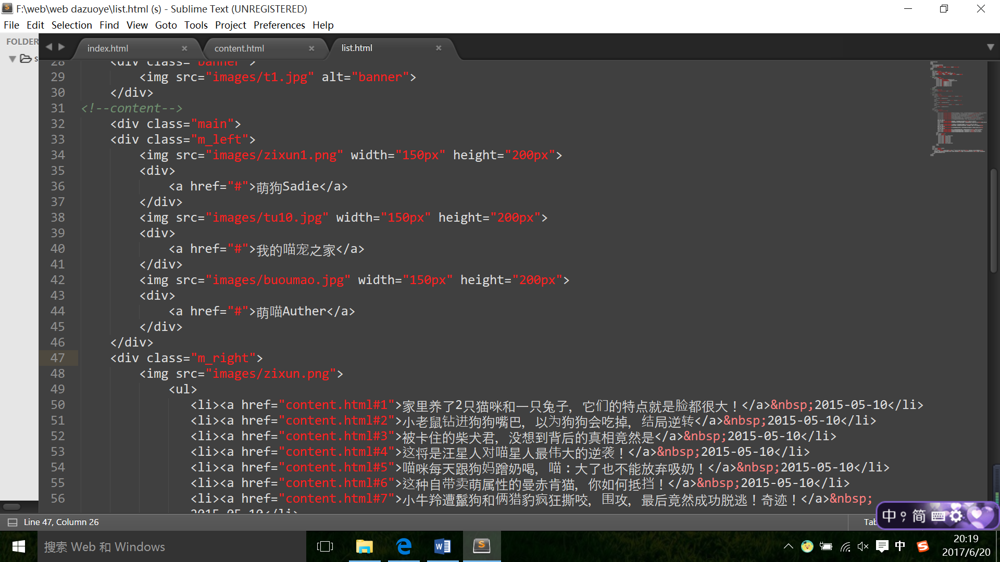 F:\web\web dazuoye\list.html (s) - Sublime Text (UNREGISTERED)
File Edit Selection Find View Goto Tools Project Preferences Help
FOLDER
s
index.html
content.html
list.html
28 <div class="banner">
29 <img src="images/t1.jpg" alt="banner">
30 </div>
31 <!--content-->
32 <div class="main">
33 <div class="m_left">
34 <img src="images/zixun1.png" width="150px" height="200px">
35 <div>
36 <a href="#">萌狗Sadie</a>
37 </div>
38 <img src="images/tu10.jpg" width="150px" height="200px">
39 <div>
40 <a href="#">我的喵宠之家</a>
41 </div>
42 <img src="images/buoumao.jpg" width="150px" height="200px">
43 <div>
44 <a href="#">萌喵Auther</a>
45 </div>
46 </div>
47 <div class="m_right">
48 <img src="images/zixun.png">
49 <ul>
50 <li><a href="content.html#1">家里养了2只猫咪和一只兔子，它们的特点就是脸都很大！</a>&nbsp;2015-05-10</li>
51 <li><a href="content.html#2">小老鼠钻进狗狗嘴巴，以为狗狗会吃掉，结局逆转</a>&nbsp;2015-05-10</li>
52 <li><a href="content.html#3">被卡住的柴犬君，没想到背后的真相竟然是</a>&nbsp;2015-05-10</li>
53 <li><a href="content.html#4">这将是汪星人对喵星人最伟大的逆袭！</a>&nbsp;2015-05-10</li>
54 <li><a href="content.html#5">喵咪每天跟狗妈蹭奶喝，喵：大了也不能放弃吸奶！</a>&nbsp;2015-05-10</li>
55 <li><a href="content.html#6">这种自带卖萌属性的曼赤肯猫，你如何抵挡！</a>&nbsp;2015-05-10</li>
56 <li><a href="content.html#7">小牛羚遭鬣狗和俩猎豹疯狂撕咬，围攻，最后竟然成功脱逃！奇迹！</a>&nbsp;
2015-05-10</li>
Line 47, Column 26
Tab
中 简
搜索 Web 和 Windows
中
20:19
2017/6/20